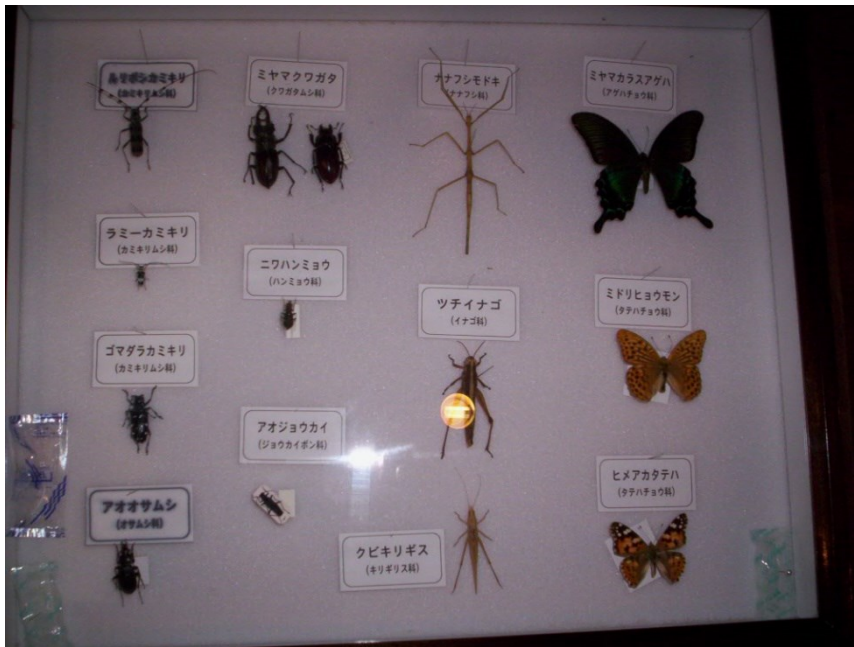 ルリボシカミキリ
(カミキリムシ科)
ミヤマクワガタ
(クワガタムシ科)
ナナフシモドキ
(ナナフシ科)
ミヤマカラスアゲハ
(アゲハチョウ科)
ラミーカミキリ
(カミキリムシ科)
ニワハンミョウ
(ハンミョウ科)
ツチイナゴ
(イナゴ科)
ミドリヒョウモン
(タテハチョウ科)
ゴマダラカミキリ
(カミキリムシ科)
アオジョウカイ
(ジョウカイボン科)
ヒメアカタテハ
(タテハチョウ科)
アオオサムシ
(オサムシ科)
クビキリギス
(キリギリス科)